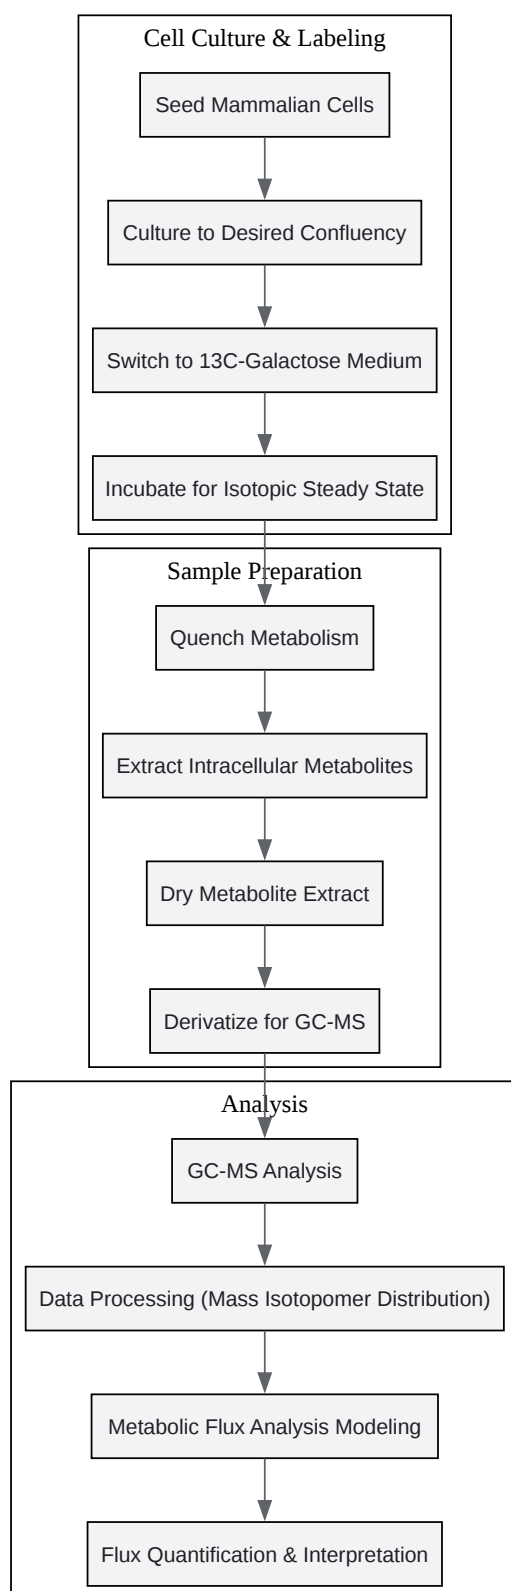 Cell Culture & Labeling
Seed Mammalian Cells
Culture to Desired Confluency
Switch to 13C-Galactose Medium
Incubate for Isotopic Steady State
Sample Preparation
Quench Metabolism
Extract Intracellular Metabolites
Dry Metabolite Extract
Derivatize for GC-MS
Analysis
GC-MS Analysis
Data Processing (Mass Isotopomer Distribution)
Metabolic Flux Analysis Modeling
Flux Quantification & Interpretation